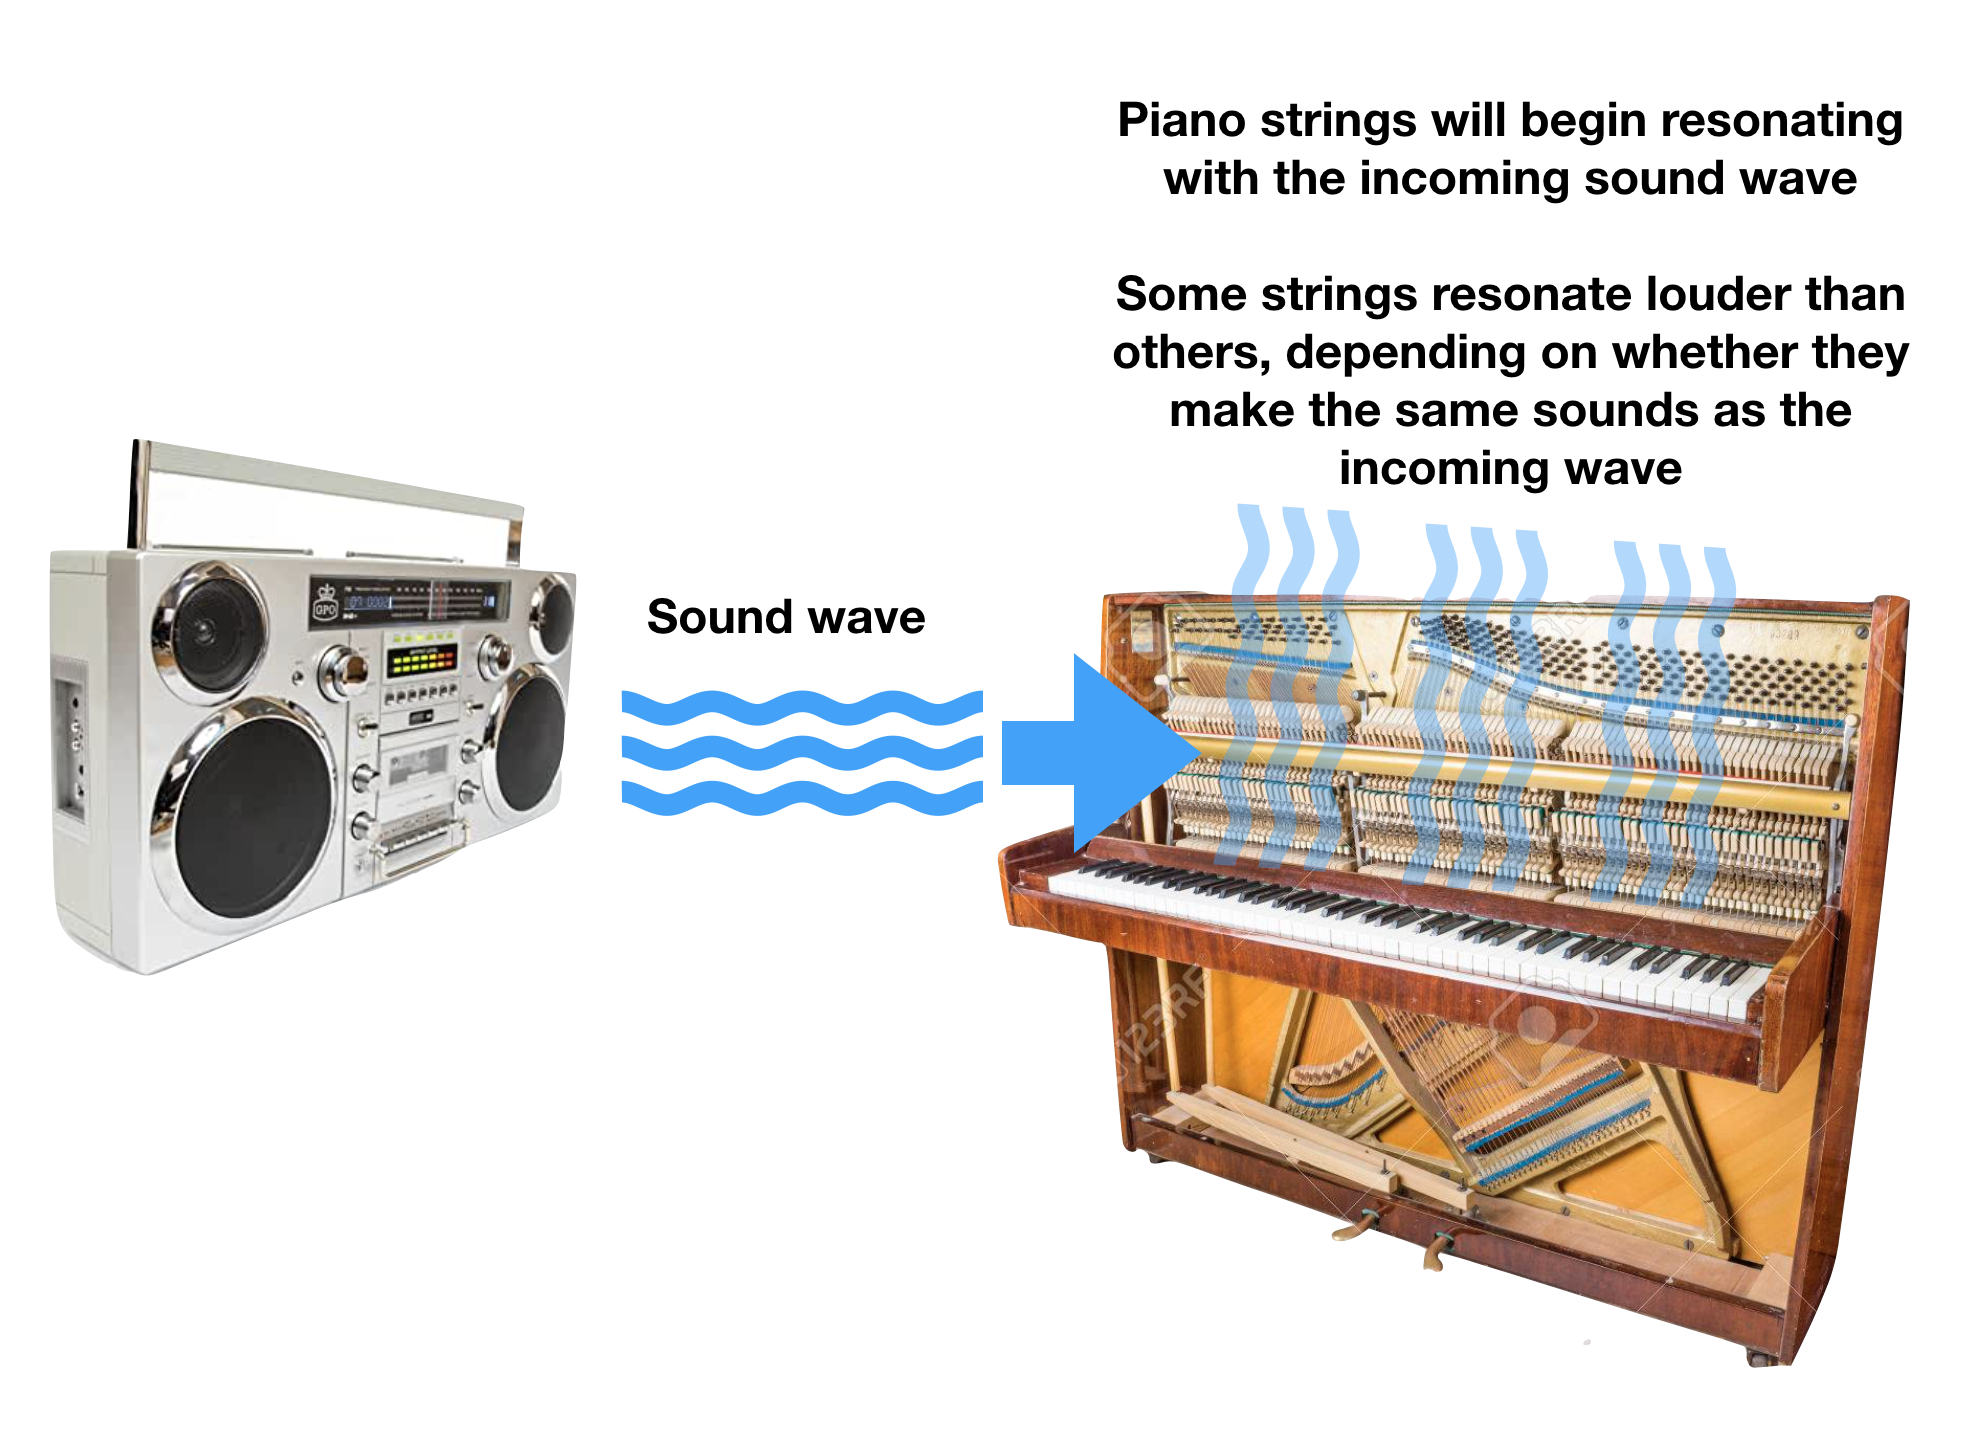 Piano strings will begin resonating
with the incoming sound wave
Some strings resonate louder than
others, depending on whether they
make the same sounds as the
incoming wave
Sound wave
GPO
123RF